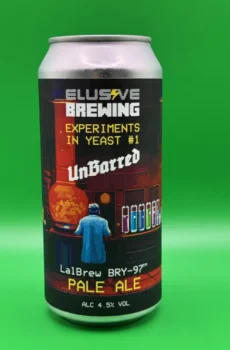 ELUSIVE
BREWING
EXPERIMENTS
IN YEAST #1
UnBarred
LalBrew BRY-97™
PALE ALE
ALC 4.5% VOL